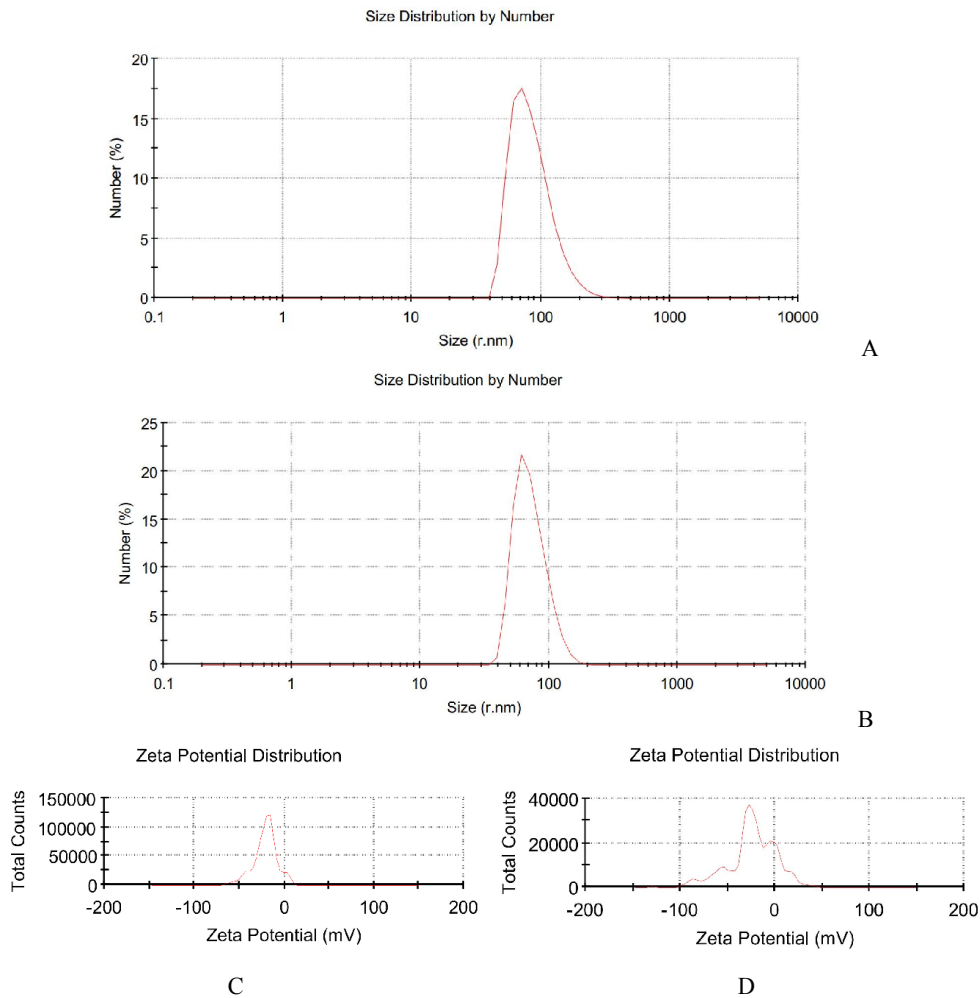 Size Distribution by Number
20
15
10
5
0
Number (%)
0.1 1 10 100 1000 10000
Size (r.nm)
A
Size Distribution by Number
25
20
15
10
5
0
Number (%)
0.1 1 10 100 1000 10000
Size (r.nm)
B
Zeta Potential Distribution
150000
100000
50000
0
Total Counts
-200 -100 0 100 200
Zeta Potential (mV)
C
Zeta Potential Distribution
40000
20000
0
Total Counts
-200 -100 0 100 200
Zeta Potential (mV)
D